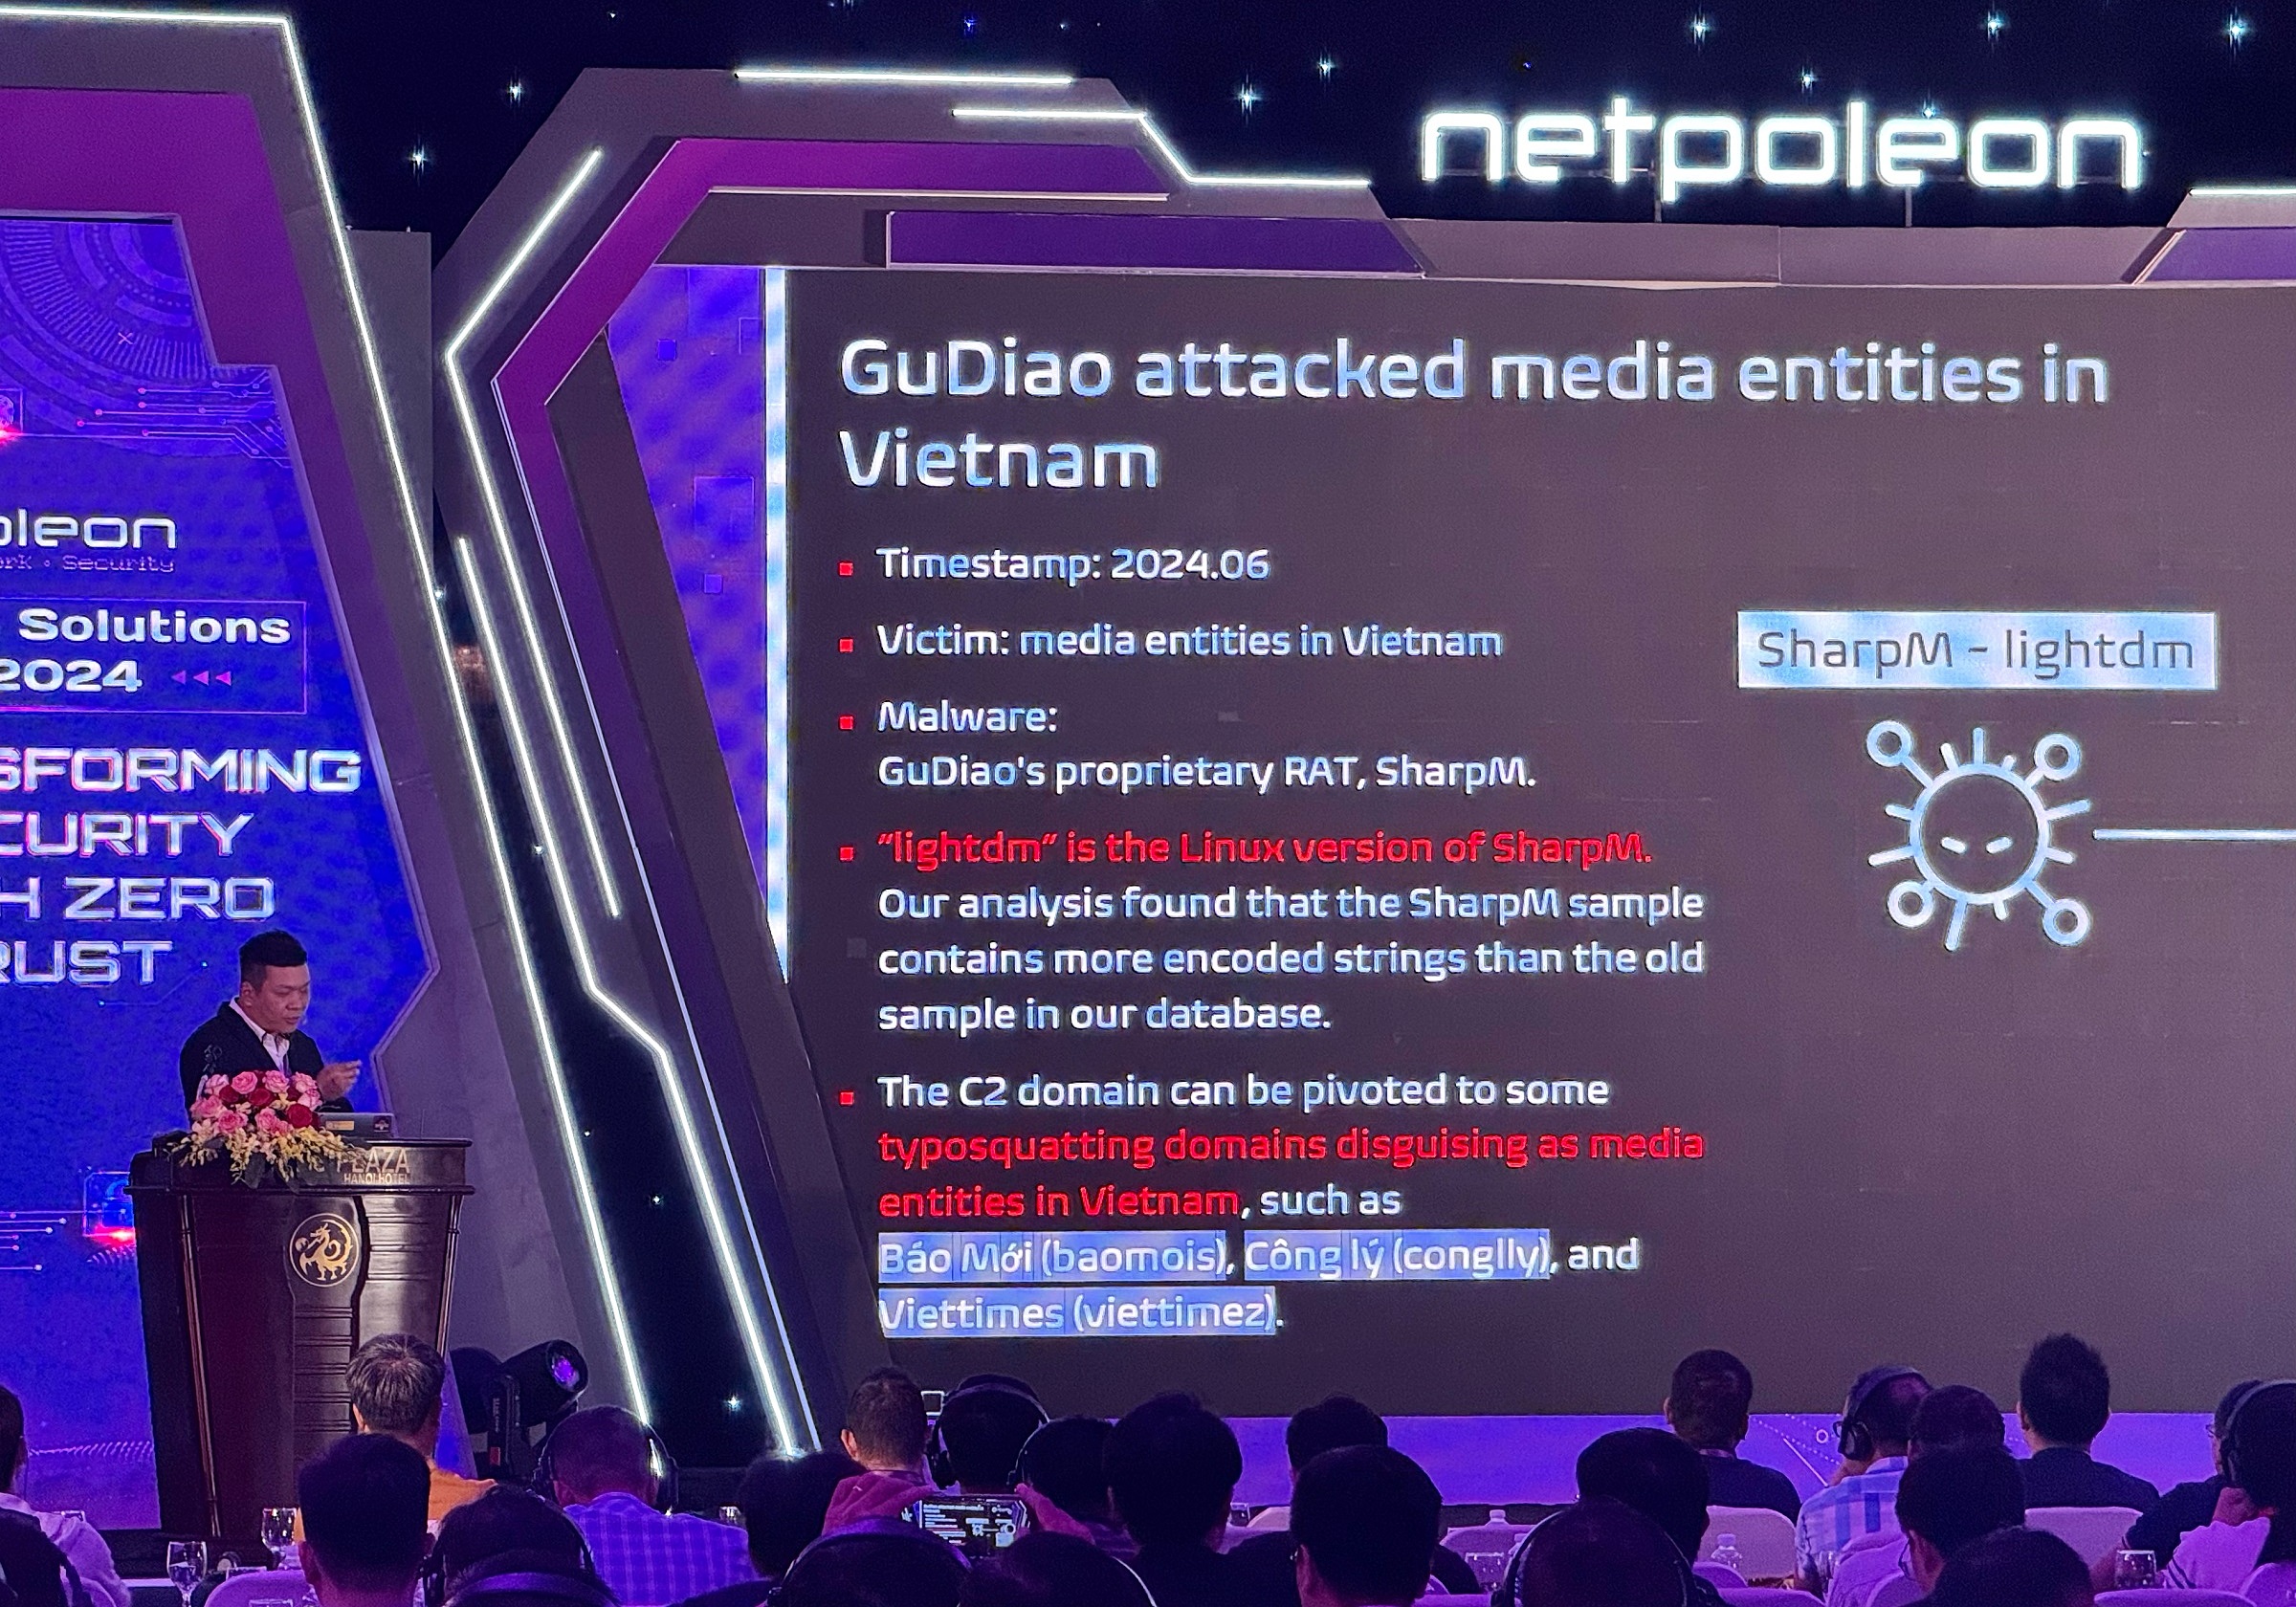 netpoleon
oleon
Security
Solutions
2024
SFORMING
CURITY
H ZERO
RUST
PLAZA
HANOI HOTEL
GuDiao attacked media entities in
Vietnam
Timestamp: 2024.06
Victim: media entities in Vietnam
Malware:
GuDiao's proprietary RAT, SharpM.
"lightdm" is the Linux version of SharpM.
Our analysis found that the SharpM sample
contains more encoded strings than the old
sample in our database.
The C2 domain can be pivoted to some
typosquatting domains disguising as media
entities in Vietnam, such as
Báo Mới (baomois), Công lý (conglly), and
Viettimes (viettimez).
SharpM - lightdm